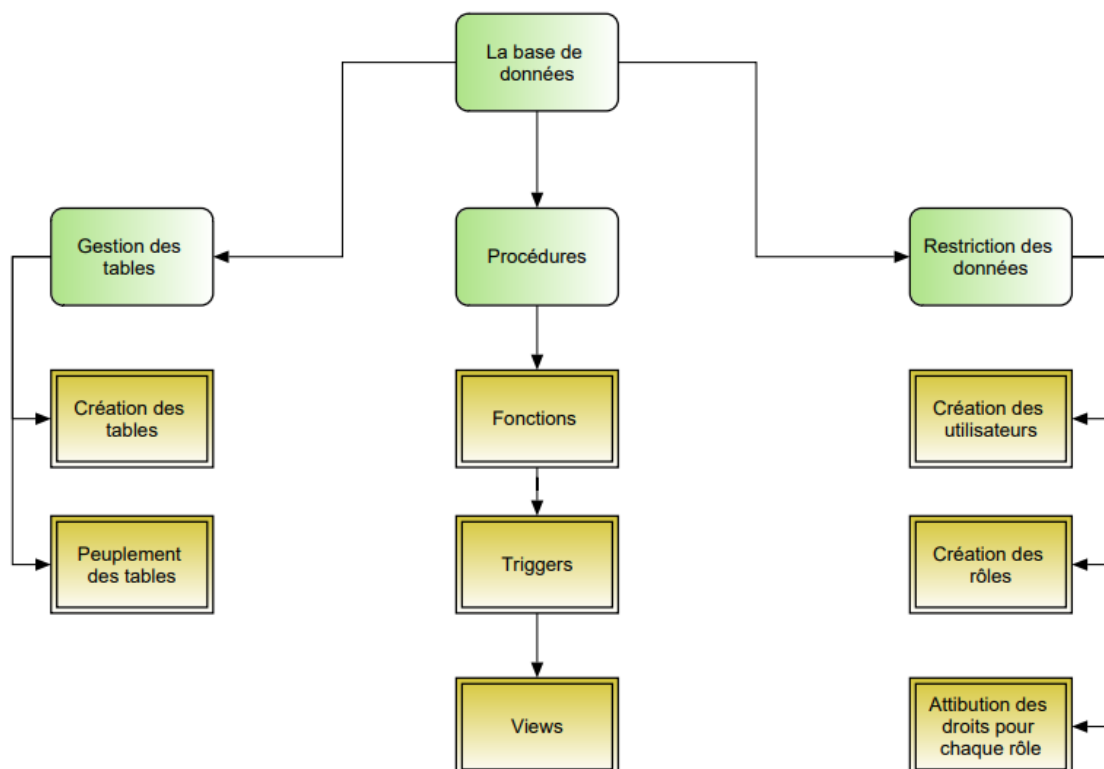 La base de
données
Gestion des
tables
Procédures
Restriction des
données
Création des
tables
Fonctions
Création des
utilisateurs
Peuplement
des tables
Triggers
Création des
rôles
Views
Attibution des
droits pour
chaque rôle